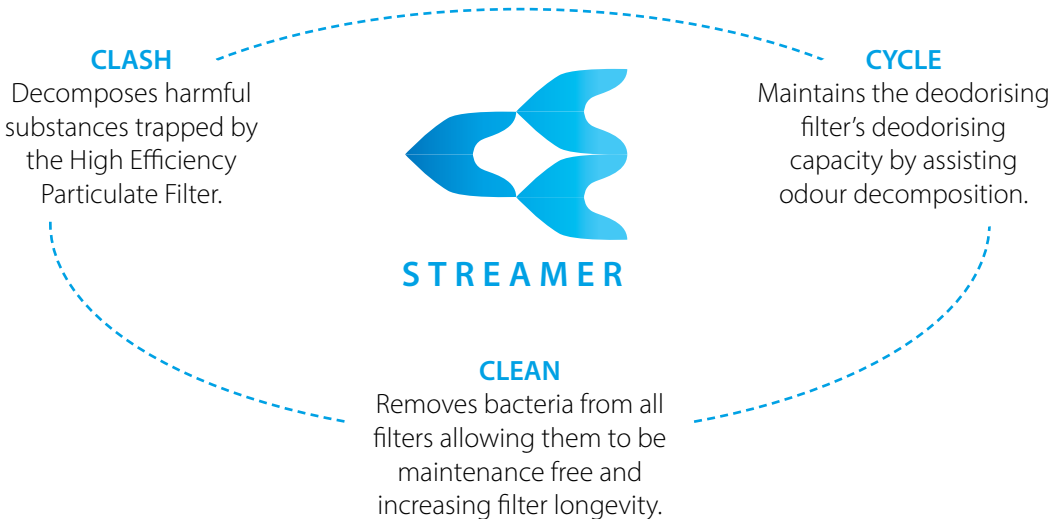 CLASH
Decomposes harmful
substances trapped by
the High Efficiency
Particulate Filter.
CYCLE
Maintains the deodorising
filter’s deodorising
capacity by assisting
odour decomposition.
STREAMER
CLEAN
Removes bacteria from all
filters allowing them to be
maintenance free and
increasing filter longevity.